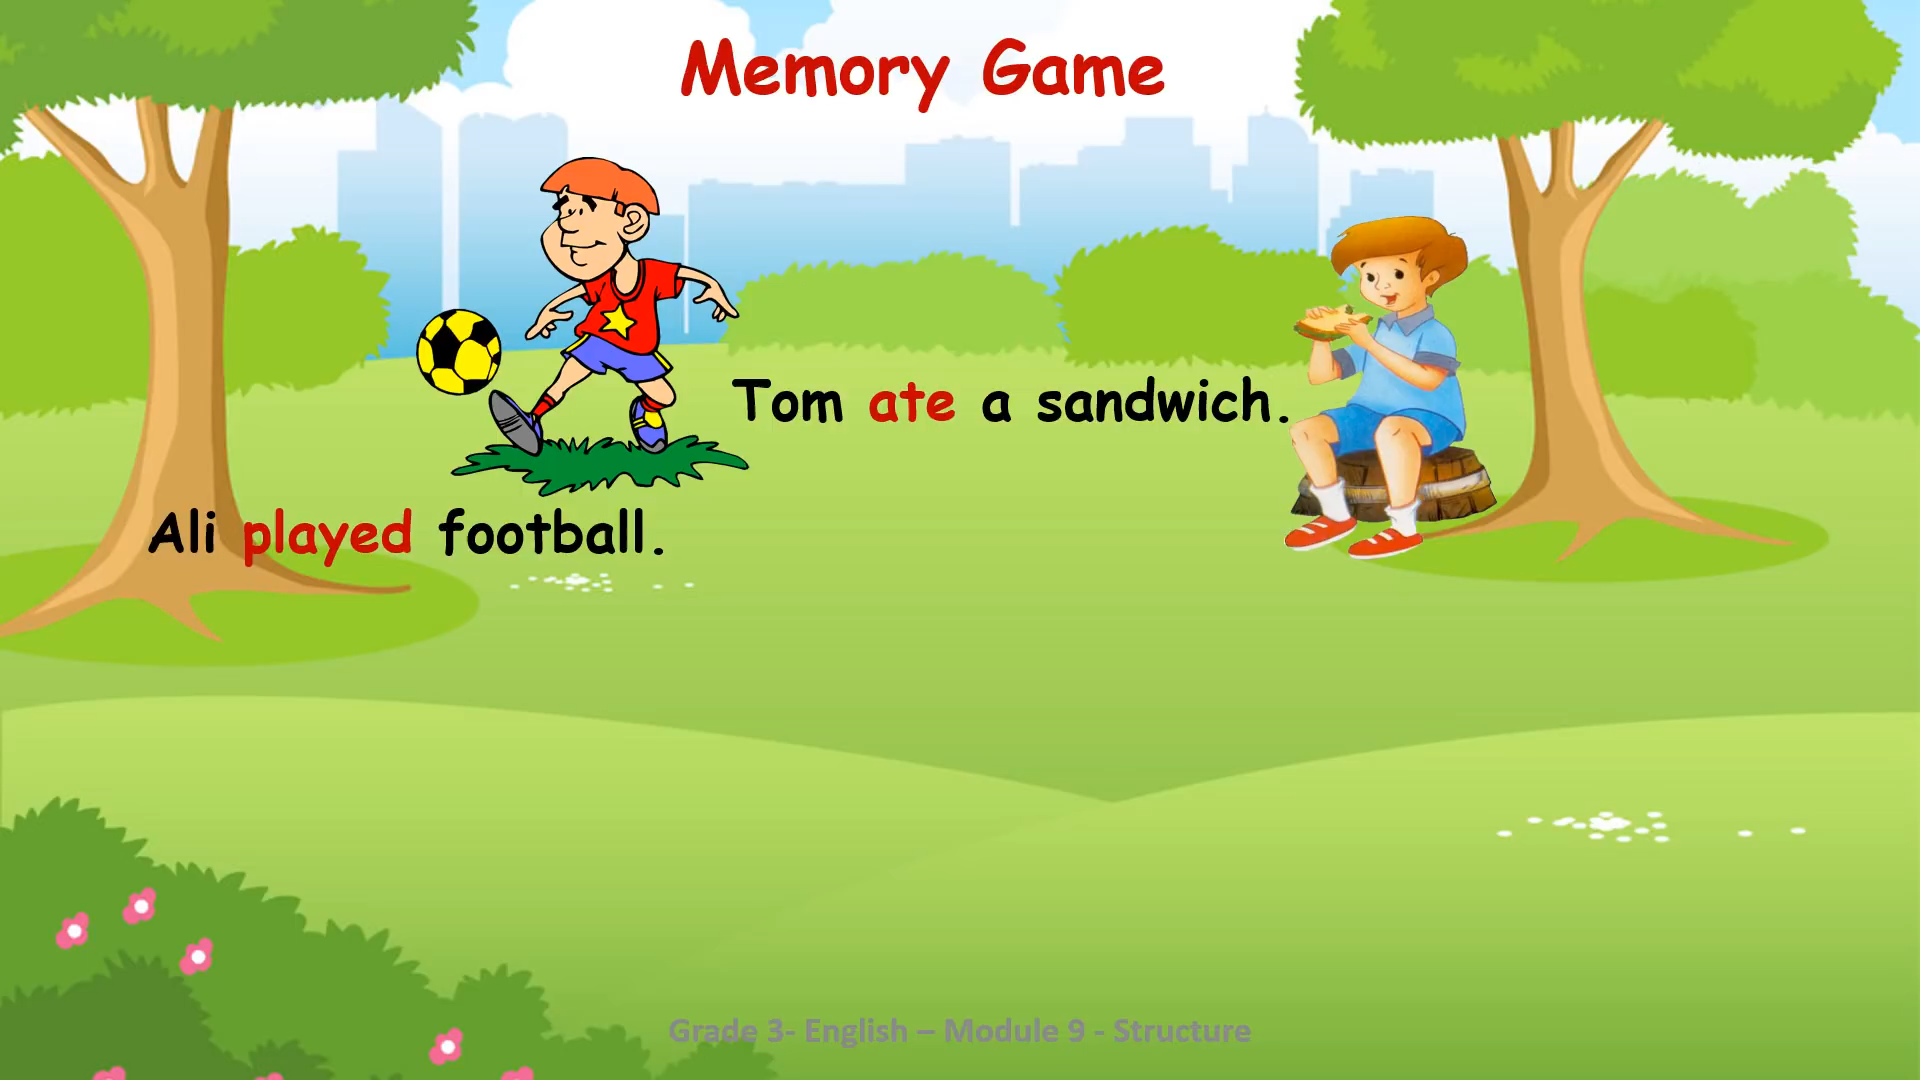 Memory Game
Tom ate a sandwich.
Ali played football.
Grade 3- English – Module 9 - Structure